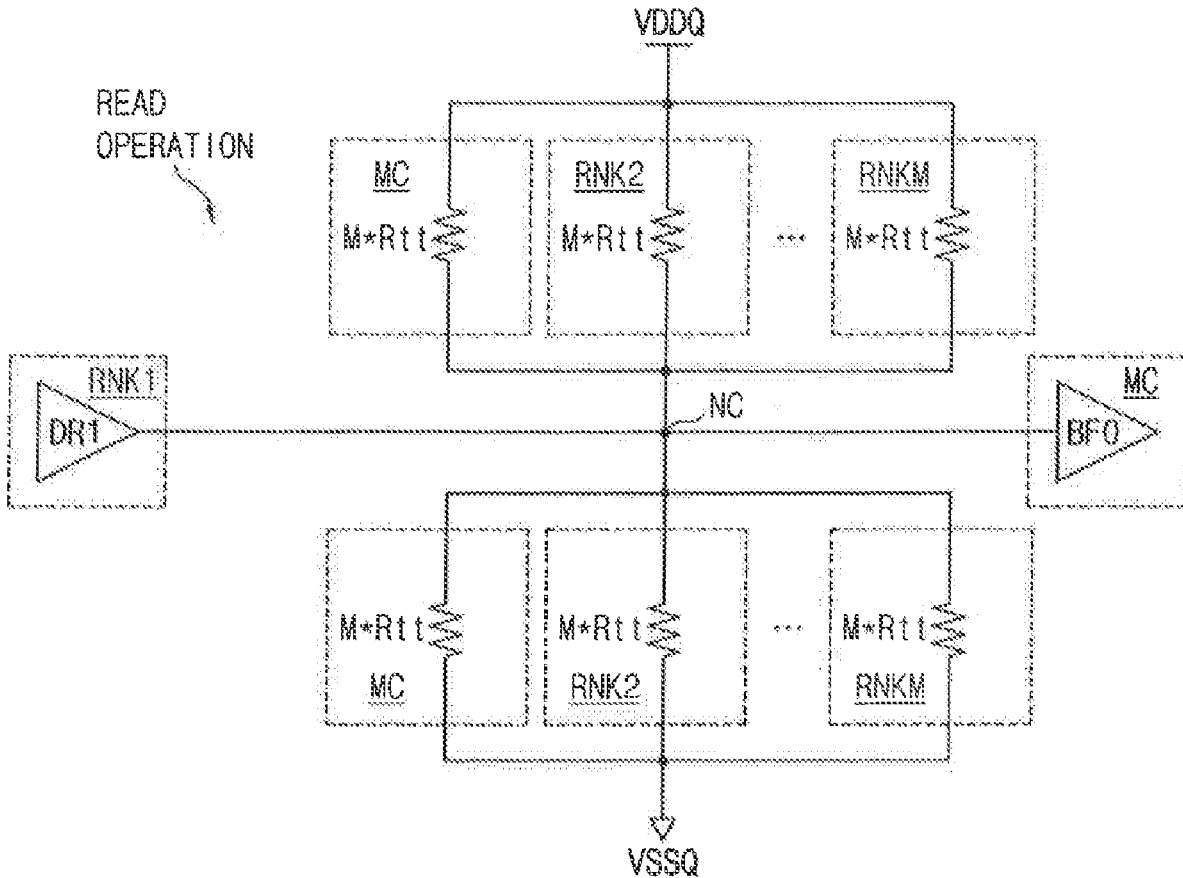 VDDQ
READ
OPERATION
MC
RNK2
RNKM
M*Rtt
M*Rtt
...
M*Rtt
RNK1
DR1
NC
MC
BF0
M*Rtt
M*Rtt
...
M*Rtt
MC
RNK2
RNKM
VSSQ